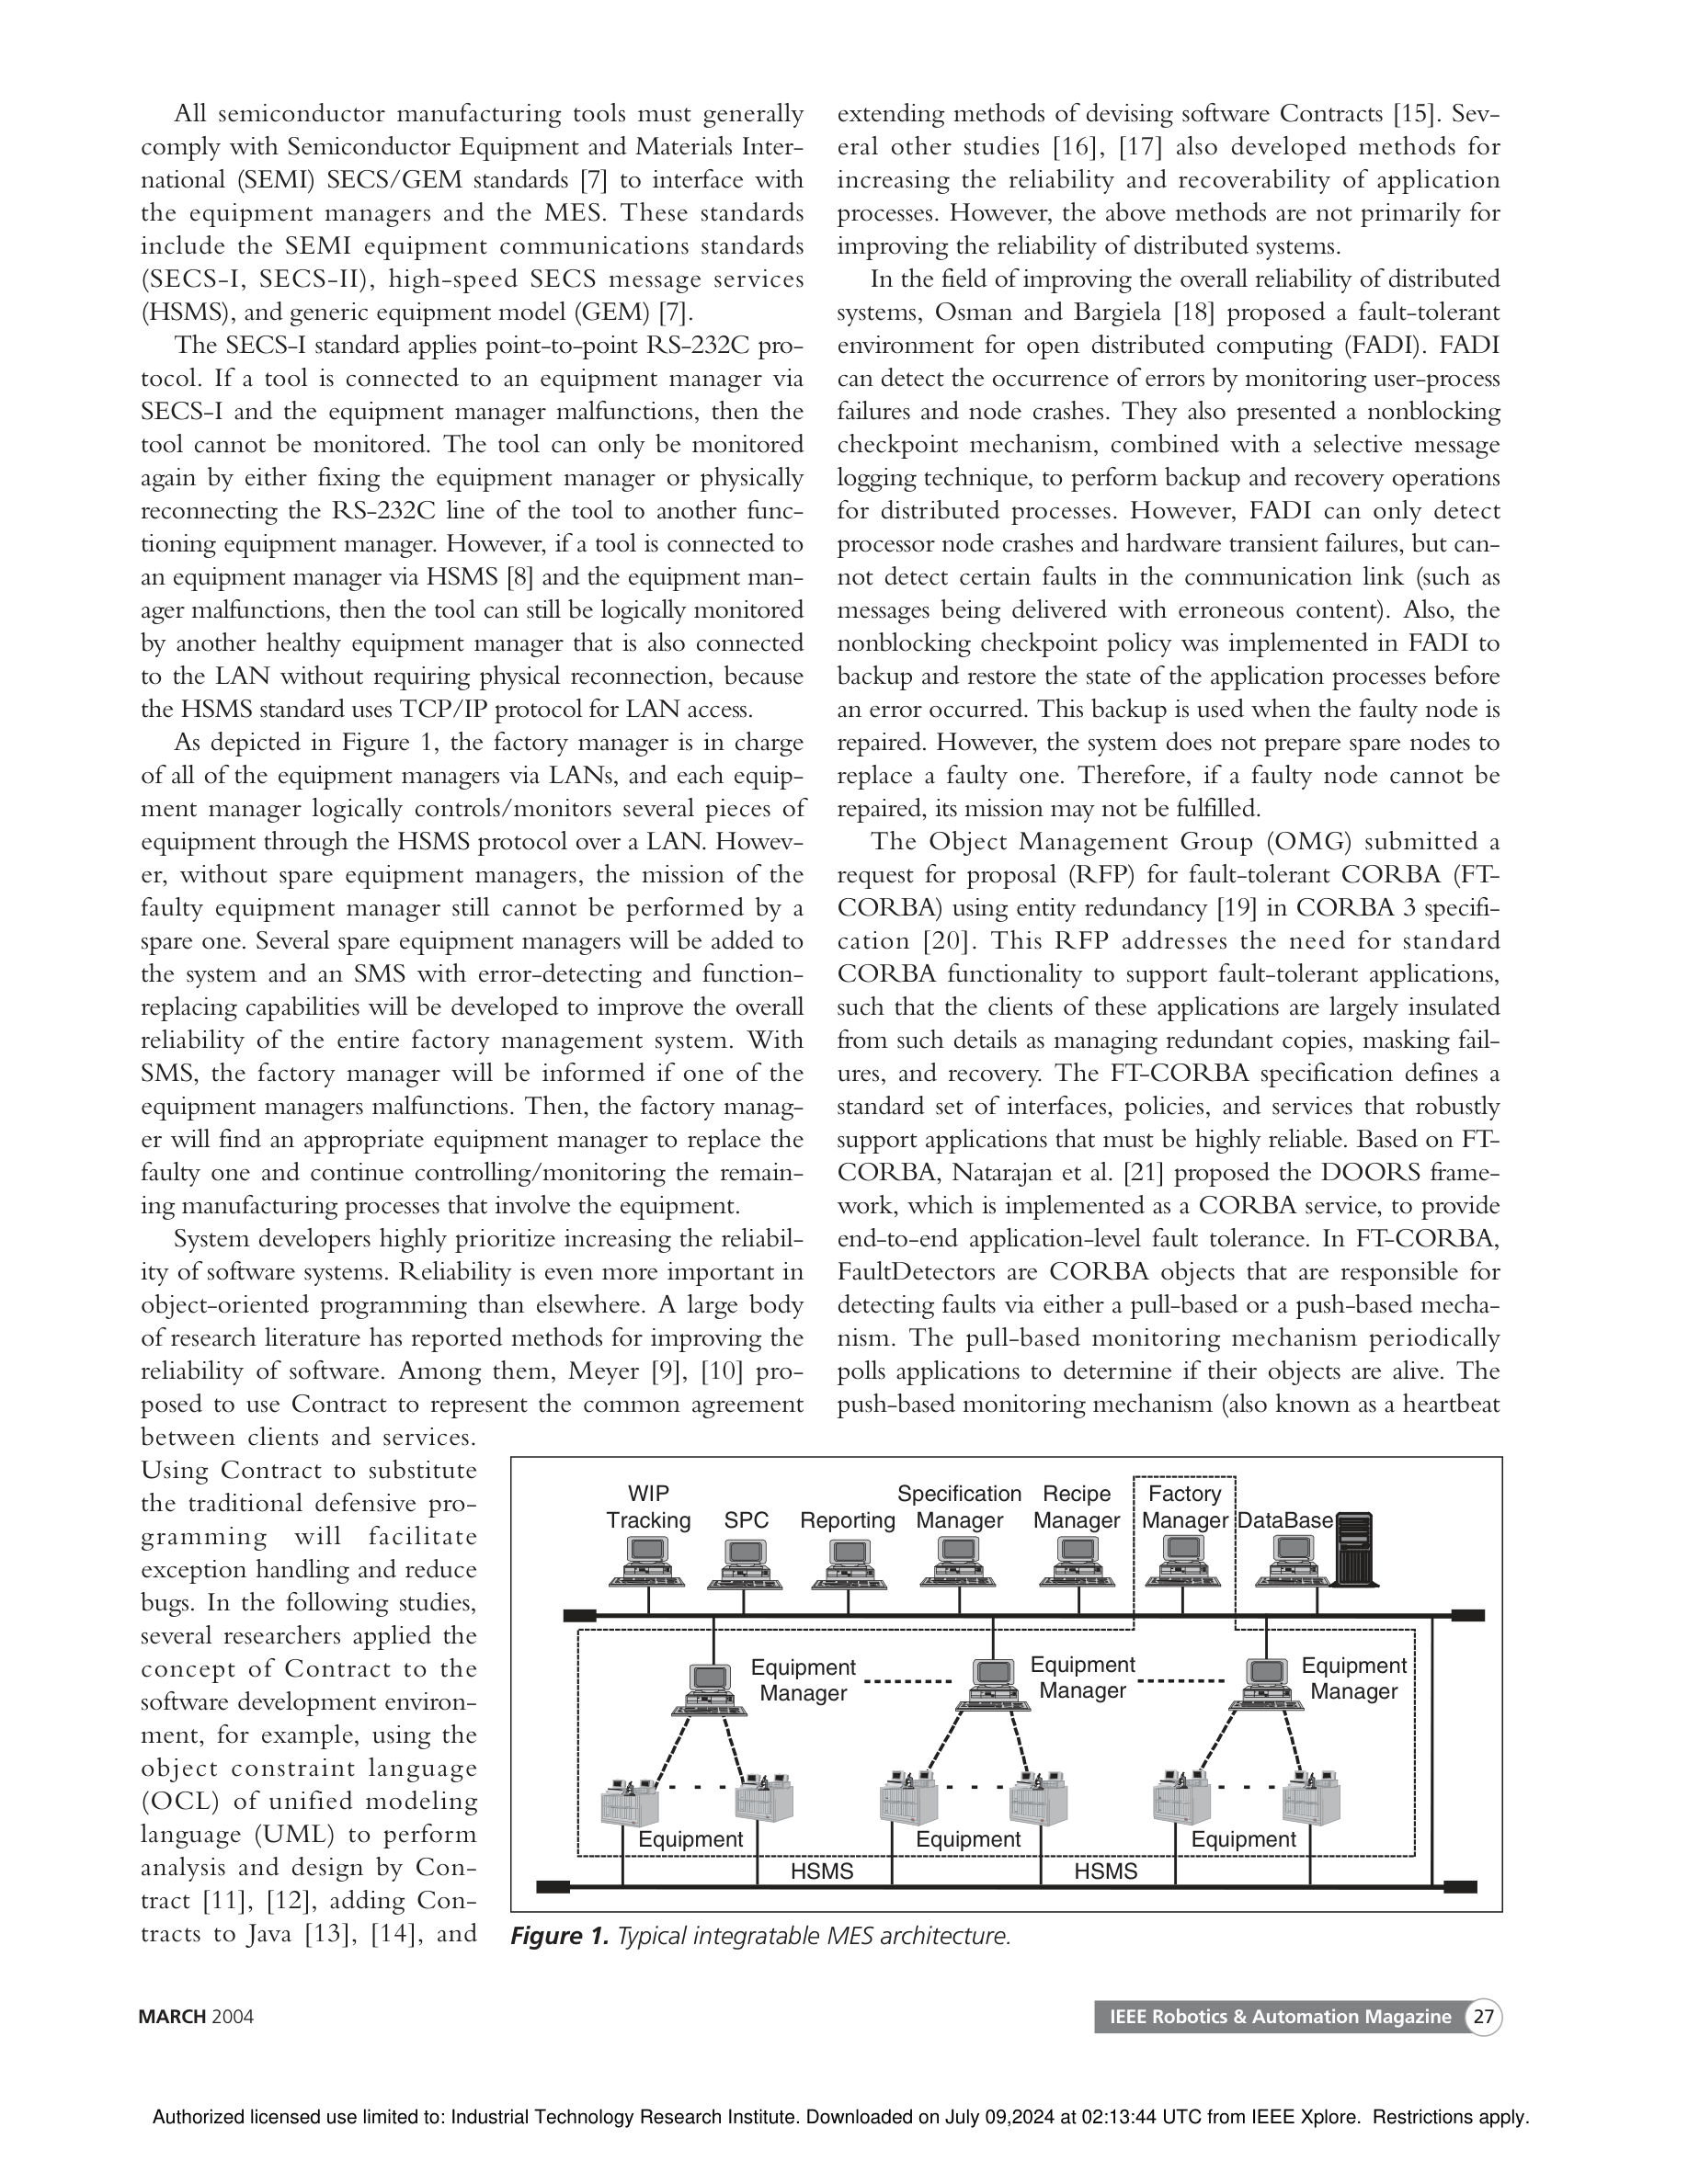 All semiconductor manufacturing tools must generally
comply with Semiconductor Equipment and Materials Inter-
national (SEMI) SECS/GEM standards [7] to interface with
the equipment managers and the MES. These standards
include the SEMI equipment communications standards
(SECS-I, SECS-II), high-speed SECS message services
(HSMS), and generic equipment model (GEM) [7].
The SECS-I standard applies point-to-point RS-232C pro-
tocol. If a tool is connected to an equipment manager via
SECS-I and the equipment manager malfunctions, then the
tool cannot be monitored. The tool can only be monitored
again by either fixing the equipment manager or physically
reconnecting the RS-232C line of the tool to another func-
tioning equipment manager. However, if a tool is connected to
an equipment manager via HSMS [8] and the equipment man-
ager malfunctions, then the tool can still be logically monitored
by another healthy equipment manager that is also connected
to the LAN without requiring physical reconnection, because
the HSMS standard uses TCP/IP protocol for LAN access.
As depicted in Figure 1, the factory manager is in charge
of all of the equipment managers via LANs, and each equip-
ment manager logically controls/monitors several pieces of
equipment through the HSMS protocol over a LAN. Howev-
er, without spare equipment managers, the mission of the
faulty equipment manager still cannot be performed by a
spare one. Several spare equipment managers will be added to
the system and an SMS with error-detecting and function-
replacing capabilities will be developed to improve the overall
reliability of the entire factory management system. With
SMS, the factory manager will be informed if one of the
equipment managers malfunctions. Then, the factory manag-
er will find an appropriate equipment manager to replace the
faulty one and continue controlling/monitoring the remain-
ing manufacturing processes that involve the equipment.
System developers highly prioritize increasing the reliabil-
ity of software systems. Reliability is even more important in
object-oriented programming than elsewhere. A large body
of research literature has reported methods for improving the
reliability of software. Among them, Meyer [9], [10] pro-
posed to use Contract to represent the common agreement
between clients and services.
Using Contract to substitute
the traditional defensive pro-
gramming will facilitate
exception handling and reduce
bugs. In the following studies,
several researchers applied the
concept of Contract to the
software development environ-
ment, for example, using the
object constraint language
(OCL) of unified modeling
language (UML) to perform
analysis and design by Con-
tract [11], [12], adding Con-
tracts to Java [13], [14], and
extending methods of devising software Contracts [15]. Sev-
eral other studies [16], [17] also developed methods for
increasing the reliability and recoverability of application
processes. However, the above methods are not primarily for
improving the reliability of distributed systems.
In the field of improving the overall reliability of distributed
systems, Osman and Bargiela [18] proposed a fault-tolerant
environment for open distributed computing (FADI). FADI
can detect the occurrence of errors by monitoring user-process
failures and node crashes. They also presented a nonblocking
checkpoint mechanism, combined with a selective message
logging technique, to perform backup and recovery operations
for distributed processes. However, FADI can only detect
processor node crashes and hardware transient failures, but can-
not detect certain faults in the communication link (such as
messages being delivered with erroneous content). Also, the
nonblocking checkpoint policy was implemented in FADI to
backup and restore the state of the application processes before
an error occurred. This backup is used when the faulty node is
repaired. However, the system does not prepare spare nodes to
replace a faulty one. Therefore, if a faulty node cannot be
repaired, its mission may not be fulfilled.
The Object Management Group (OMG) submitted a
request for proposal (RFP) for fault-tolerant CORBA (FT-
CORBA) using entity redundancy [19] in CORBA 3 specifi-
cation [20]. This RFP addresses the need for standard
CORBA functionality to support fault-tolerant applications,
such that the clients of these applications are largely insulated
from such details as managing redundant copies, masking fail-
ures, and recovery. The FT-CORBA specification defines a
standard set of interfaces, policies, and services that robustly
support applications that must be highly reliable. Based on FT-
CORBA, Natarajan et al. [21] proposed the DOORS frame-
work, which is implemented as a CORBA service, to provide
end-to-end application-level fault tolerance. In FT-CORBA,
FaultDetectors are CORBA objects that are responsible for
detecting faults via either a pull-based or a push-based mecha-
nism. The pull-based monitoring mechanism periodically
polls applications to determine if their objects are alive. The
push-based monitoring mechanism (also known as a heartbeat
WIP
Tracking
SPC
Reporting
Specification
Manager
Recipe
Manager
Factory
Manager
DataBase
Equipment
Manager
Equipment
Manager
Equipment
Manager
Equipment
Equipment
Equipment
HSMS
HSMS
Figure 1. Typical integratable MES architecture.
MARCH 2004
IEEE Robotics & Automation Magazine
27
Authorized licensed use limited to: Industrial Technology Research Institute. Downloaded on July 09,2024 at 02:13:44 UTC from IEEE Xplore. Restrictions apply.